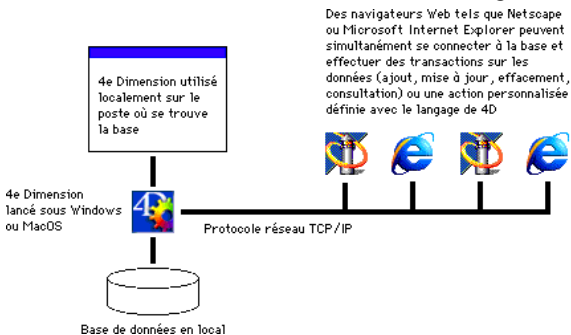 Des navigateurs Web tels que Netscape
ou Microsoft Internet Explorer peuvent
simultanément se connecter à la base et
effectuer des transactions sur les
données (ajout, mise à jour, effacement,
consultation) ou une action personnalisée
définie avec le langage de 4D
4e Dimension utilisé
localement sur le
poste où se trouve
la base
4e Dimension
lancé sous Windows
ou MacOS
4D
Protocole réseau TCP/IP
Base de données en local